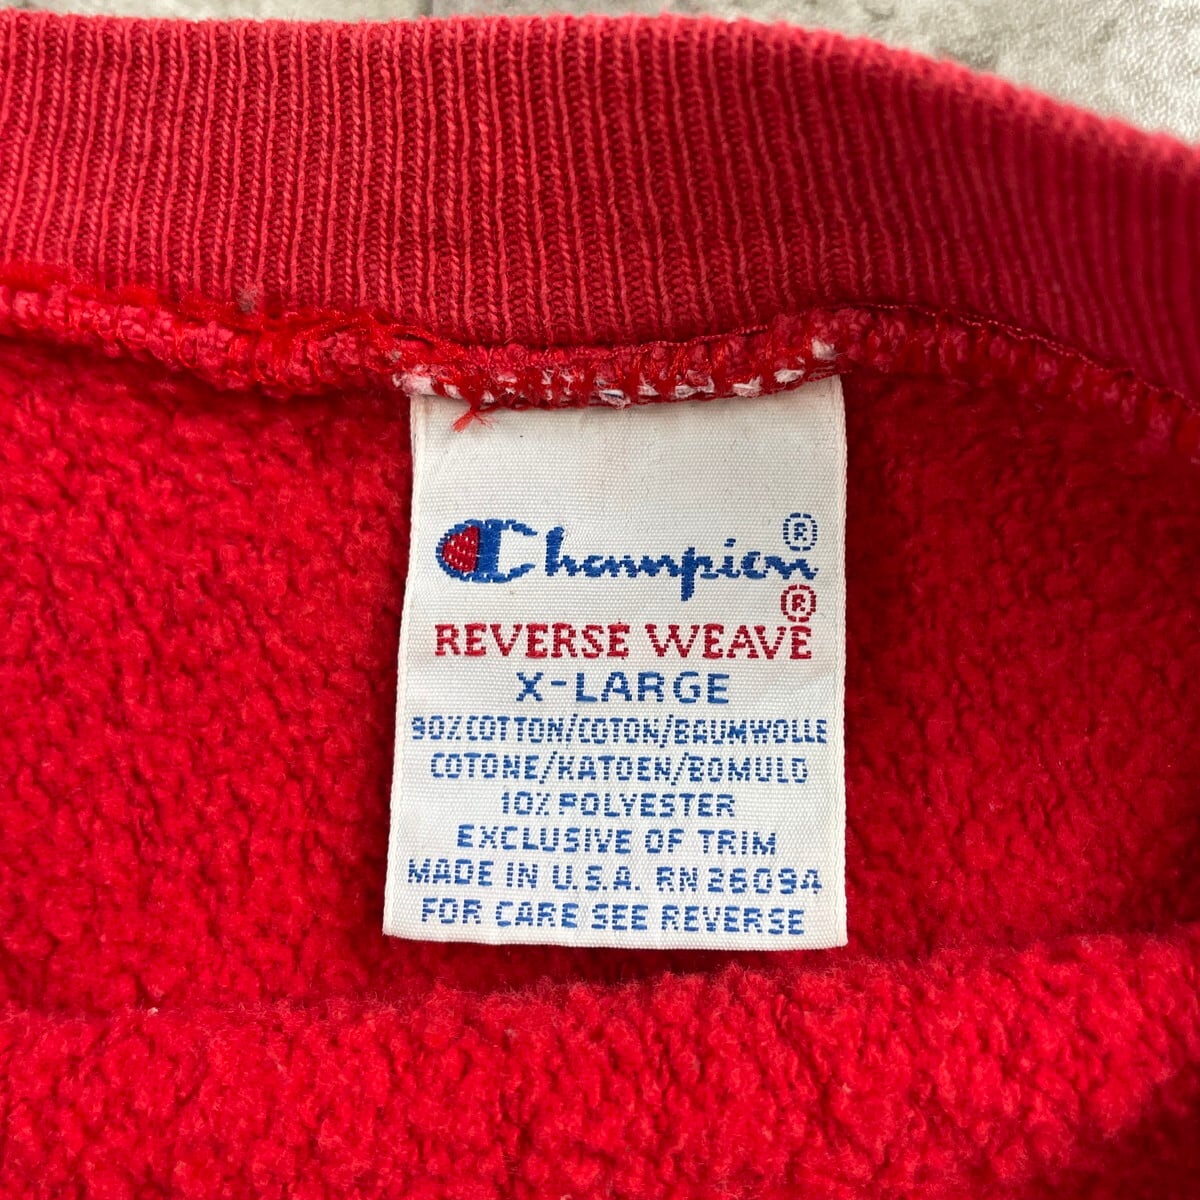 Champion®
REVERSE WEAVE®
X-LARGE
90% COTTON/COTON/BAUMWOLLE
COTONE/KATOEN/BOMULD
10% POLYESTER
EXCLUSIVE OF TRIM
MADE IN U.S.A. RN 26094
FOR CARE SEE REVERSE